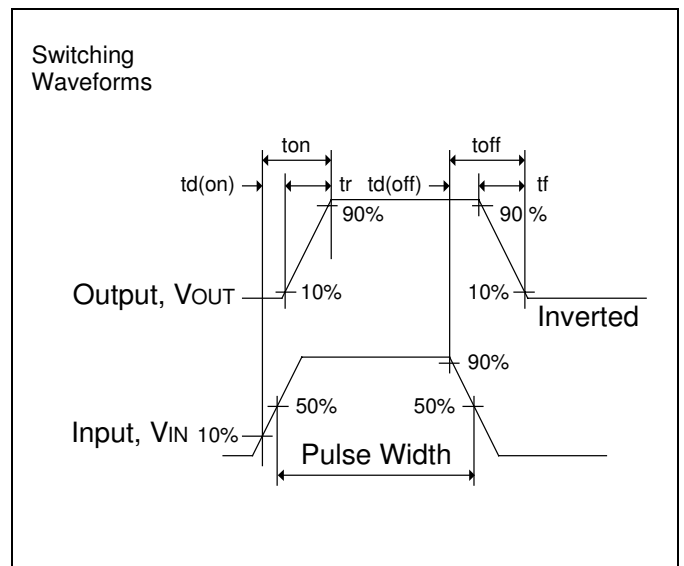 Switching
Waveforms
ton toff
td(on) tr td(off) tf
90% 90 %
Output, VOUT 10% 10%
Inverted
90%
50% 50%
Input, VIN 10%
Pulse Width